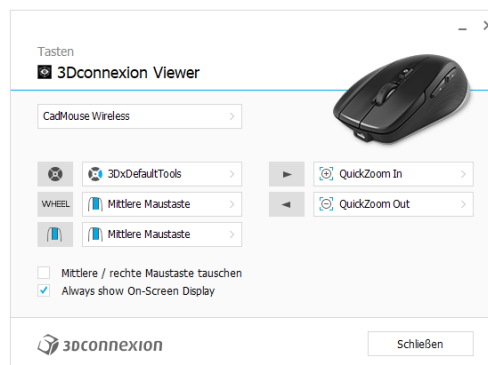 Tasten
3Dconnexion Viewer
CadMouse Wireless
3DxDefaultTools
QuickZoom In
WHEEL
Mittlere Maustaste
QuickZoom Out
Mittlere Maustaste
Mittlere / rechte Maustaste tauschen
Always show On-Screen Display
3Dconnexion
Schließen